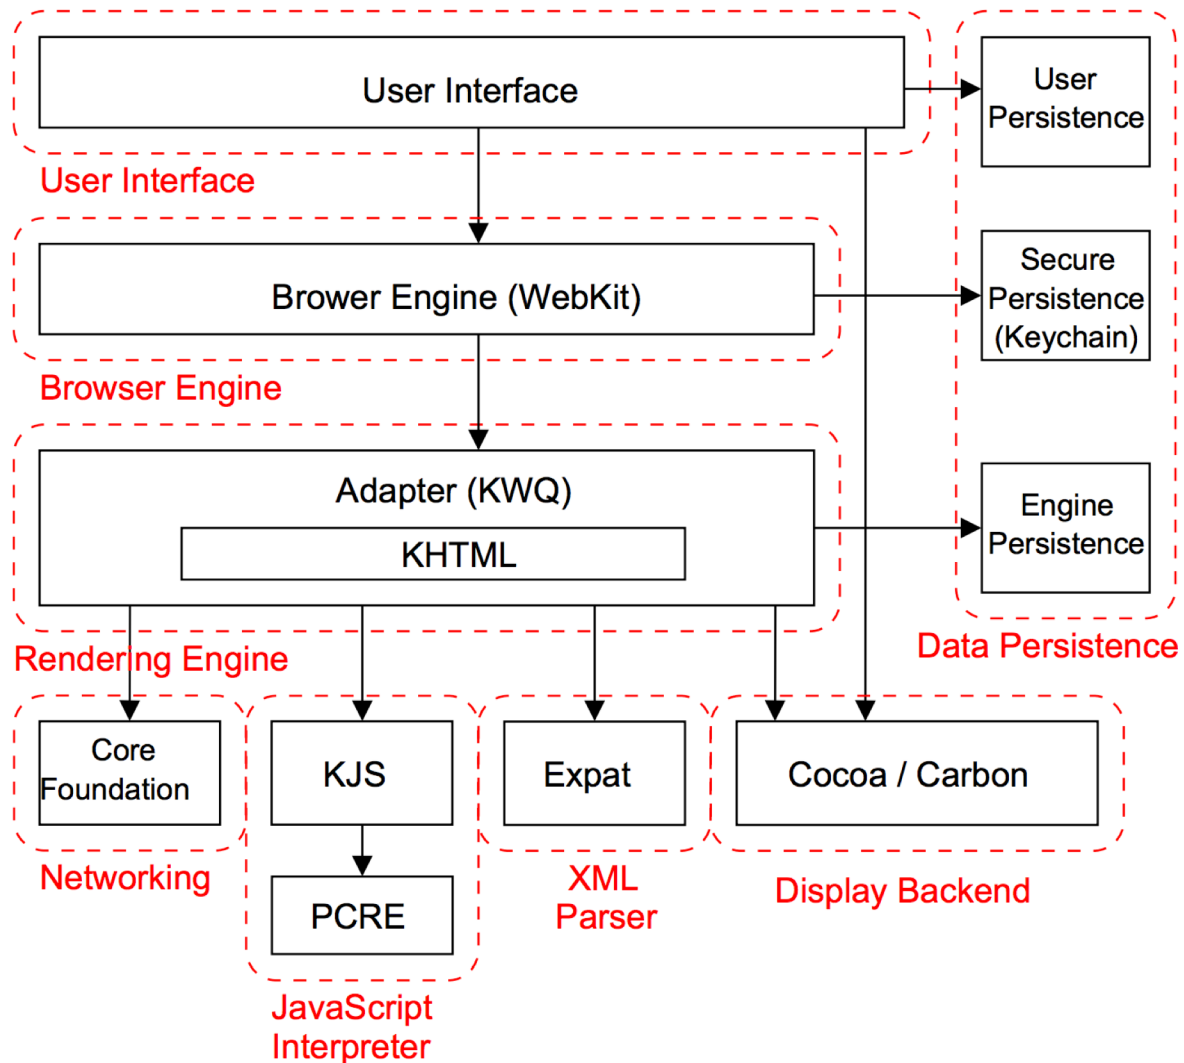 User Interface
User
Persistence
User Interface
Brower Engine (WebKit)
Secure
Persistence
(Keychain)
Browser Engine
Adapter (KWQ)
KHTML
Engine
Persistence
Rendering Engine
Data Persistence
Core
Foundation
KJS
Expat
Cocoa / Carbon
Networking
PCRE
XML
Parser
Display Backend
JavaScript
Interpreter